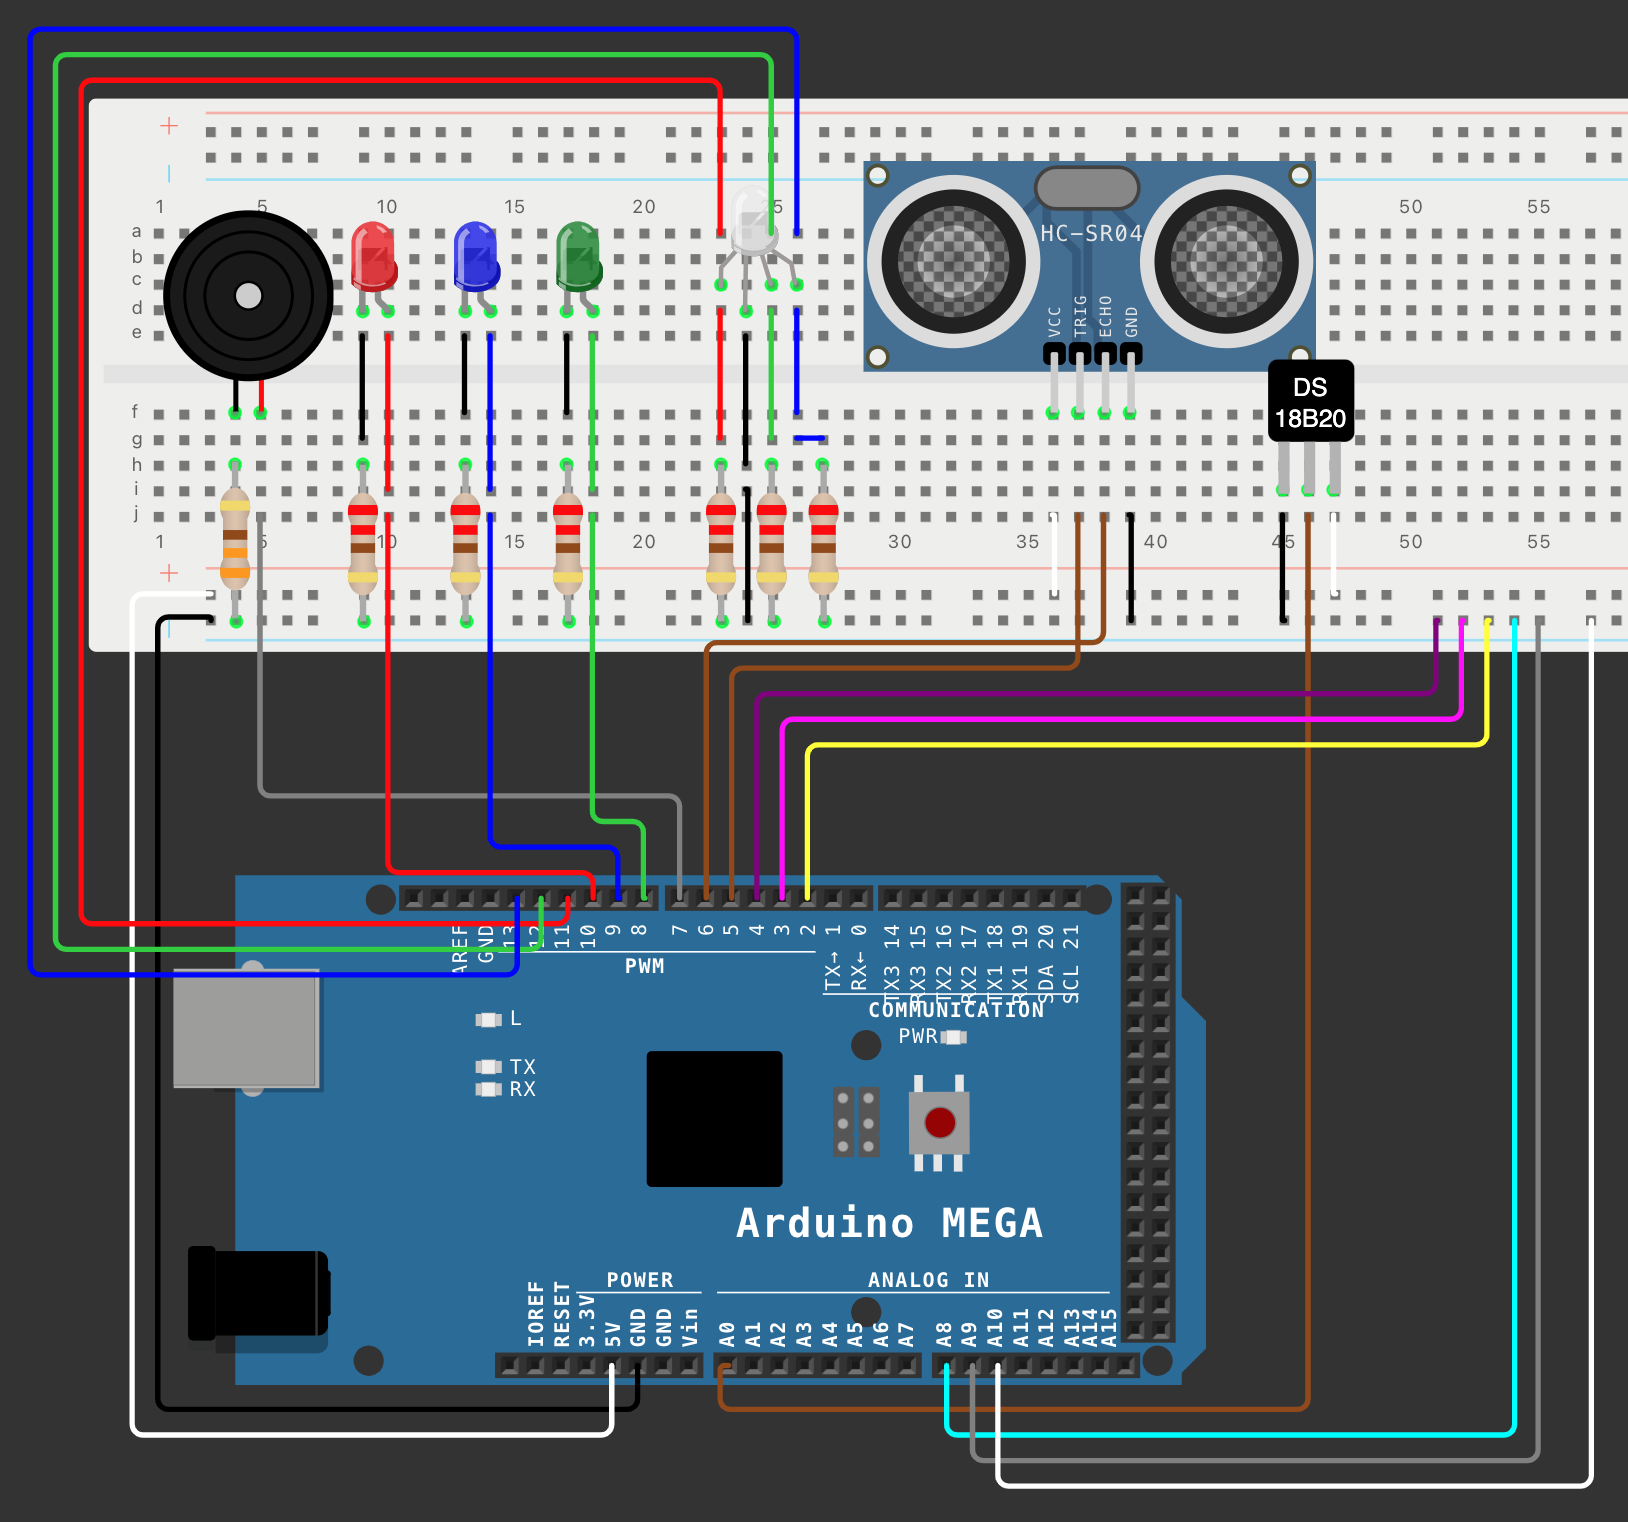 +
1 5 10 15 20 25 50 55
a
b
c
d
e
f
g
h
i
j
HC-SR04
VCC TRIG ECHO GND
DS
18B20
1 5 10 15 20 30 35 40 45 50 55
+
AREF GND 13 12 11 10 9 8 7 6 5 4 3 2 1 0 14 15 16 17 18 19 20 21
TX→ RX← TX3 RX3 TX2 RX2 TX1 RX1 SDA SCL
PWM
COMMUNICATION
L
PWR
TX
RX
Arduino MEGA
POWER
ANALOG IN
IOREF RESET 3.3V 5V GND GND Vin A0 A1 A2 A3 A4 A5 A6 A7 A8 A9 A10 A11 A12 A13 A14 A15